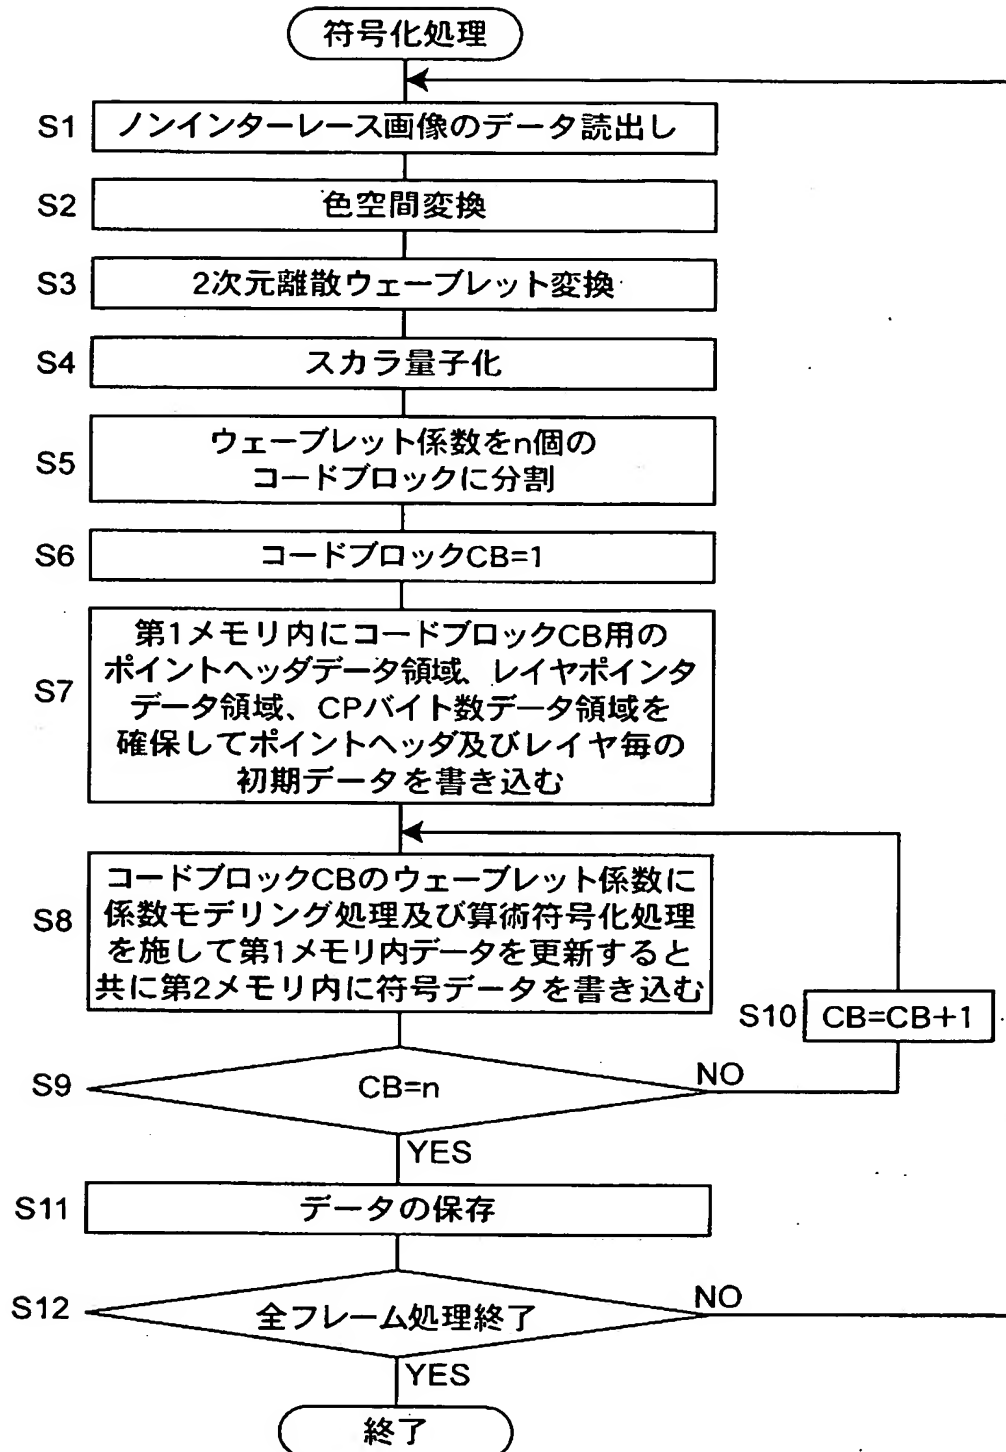 符号化処理
S1 ノンインターレース画像のデータ読出し
S2 色空間変換
S3 2次元離散ウェーブレット変換
S4 スカラ量子化
S5 ウェーブレット係数をn個の
コードブロックに分割
S6 コードブロックCB=1
S7 第1メモリ内にコードブロックCB用の
ポイントヘッダデータ領域、レイヤポインタ
データ領域、CPバイト数データ領域を
確保してポイントヘッダ及びレイヤ毎の
初期データを書き込む
S8 コードブロックCBのウェーブレット係数に
係数モデリング処理及び算術符号化処理
を施して第1メモリ内データを更新すると
共に第2メモリ内に符号データを書き込む
S10 CB=CB+1
S9 CB=n NO
YES
S11 データの保存
S12 全フレーム処理終了 NO
YES
終了